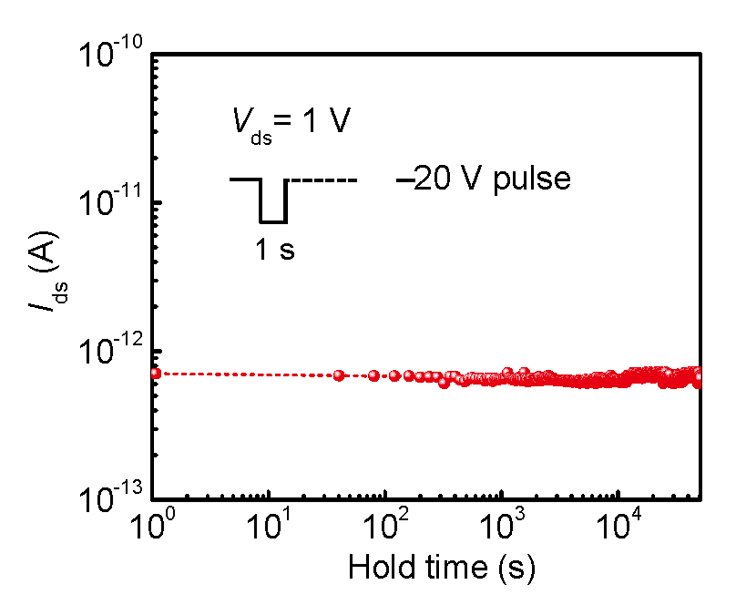 10⁻¹⁰
V_ds = 1 V
–20 V pulse
10⁻¹¹
1 s
I_ds (A)
10⁻¹²
10⁻¹³
10⁰ 10¹ 10² 10³ 10⁴
Hold time (s)